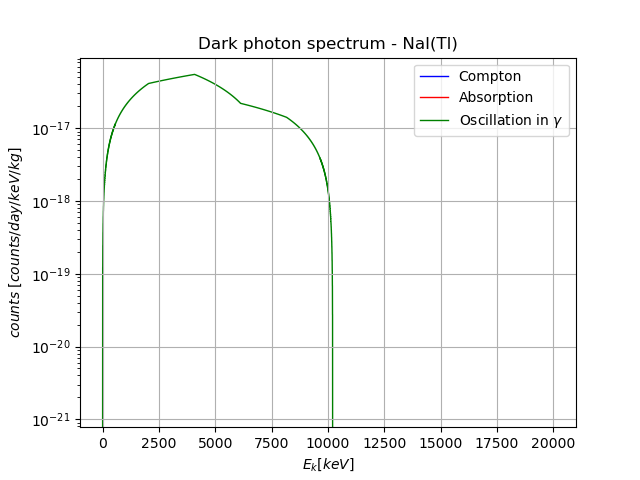 Dark photon spectrum - NaI(Tl)
Compton
Absorption
Oscillation in γ
counts [counts/day/keV/kg]
10⁻¹⁷
10⁻¹⁸
10⁻¹⁹
10⁻²⁰
10⁻²¹
0 2500 5000 7500 10000 12500 15000 17500 20000
E_k[keV]